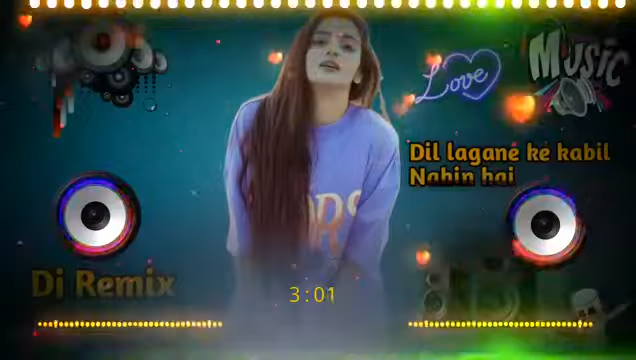 MUSIC
Love
Dil lagane ke kabil
Nahin hai
Dj Remix
3:01